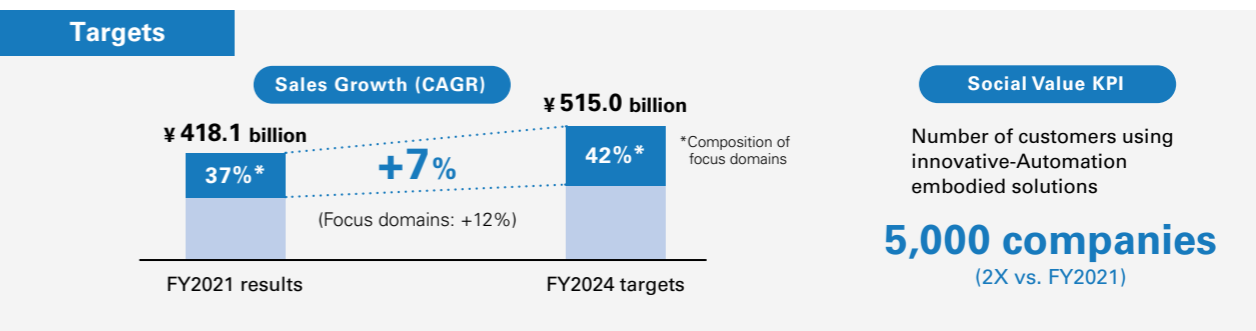 Targets
Sales Growth (CAGR)
¥ 418.1 billion
37%*
+7%
(Focus domains: +12%)
¥ 515.0 billion
42%*
*Composition of
focus domains
FY2021 results
FY2024 targets
Social Value KPI
Number of customers using
innovative-Automation
embodied solutions
5,000 companies
(2X vs. FY2021)